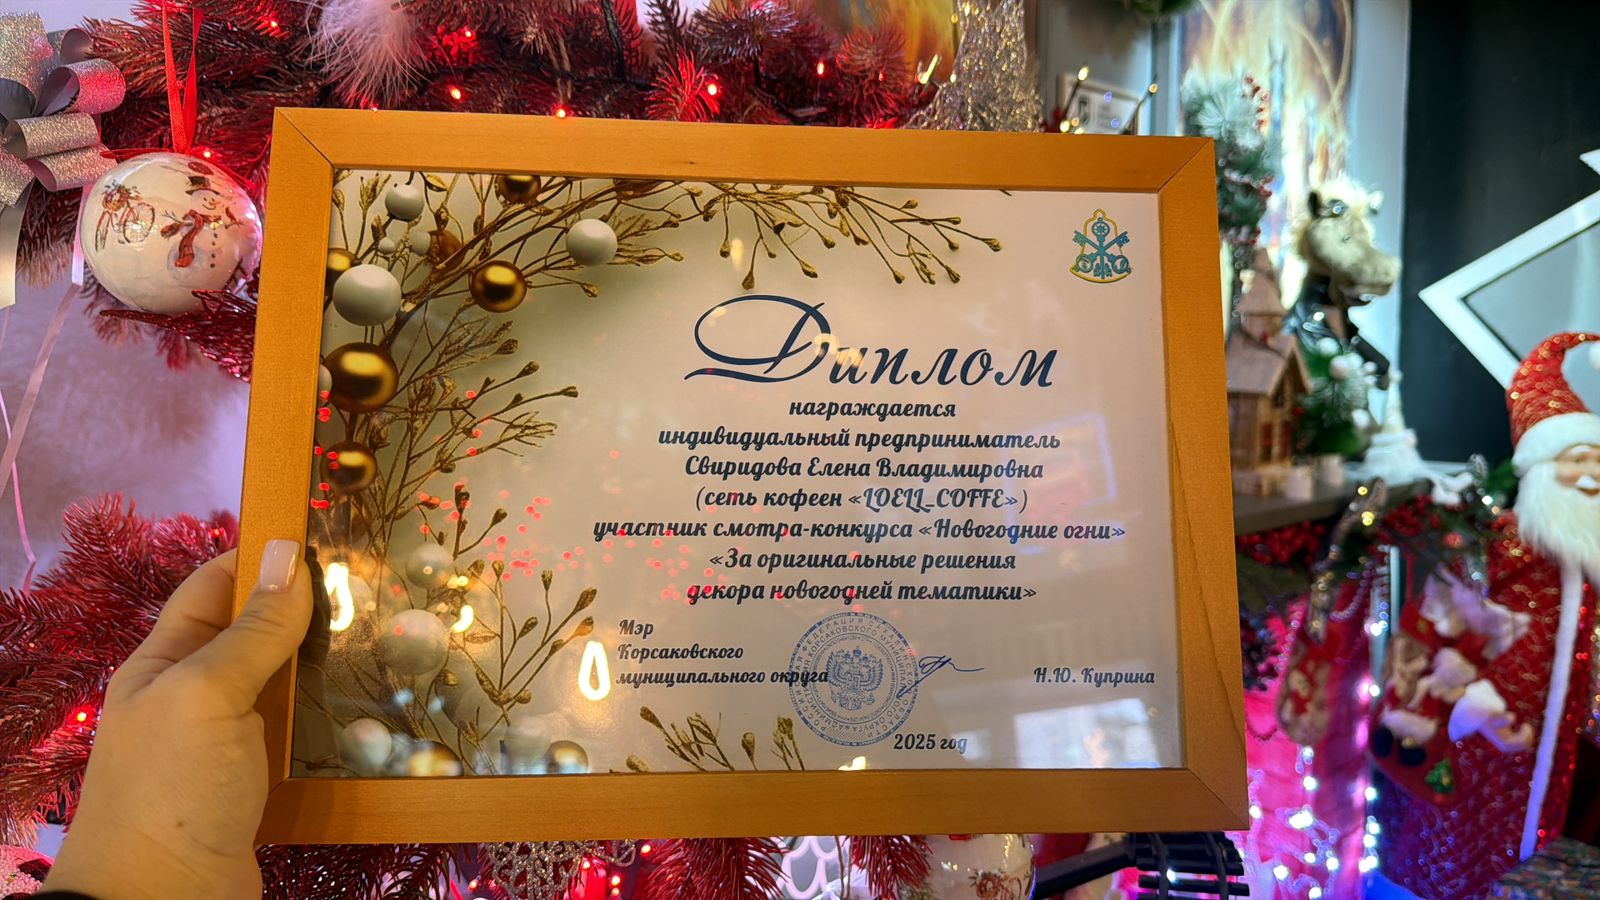 Диплом
награждается
индивидуальный предприниматель
Свиридова Елена Владимировна
(сеть кофеен «LOELL_COFFE»)
участник смотра-конкурса «Новогодние огни»
«За оригинальные решения
декора новогодней тематики»
Мэр
Корсаковского
муниципального округа
Н.Ю. Куприна
2025 год